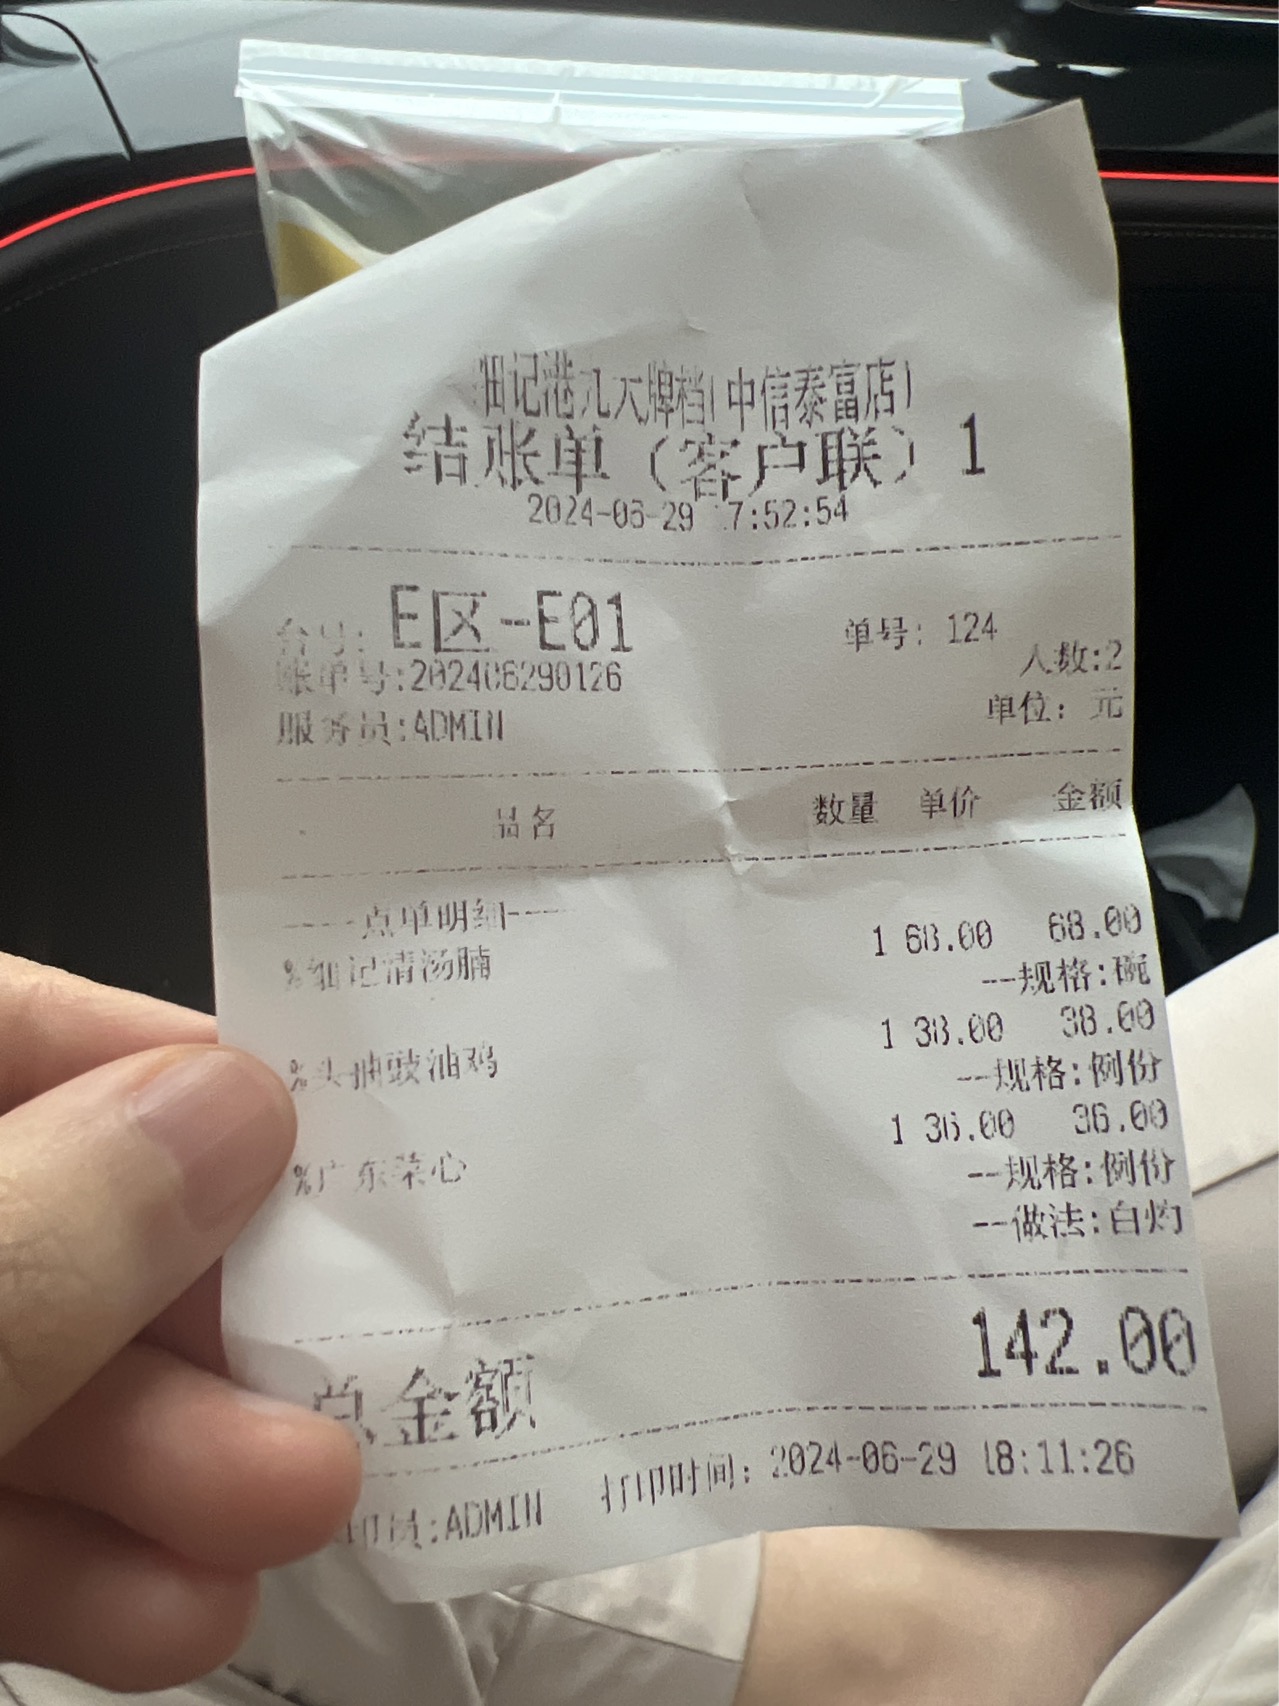 细记港九大牌档(中信泰富店)
结账单（客户联）1
2024-06-29 17:52:54
台号: E区-E01 单号: 124
账单号:202406290126 人数:2
服务员:ADMIN 单位: 元
品名 数量 单价 金额
----点单明细----
%细记清汤腩 1 68.00 68.00
--规格:碗
%头抽豉油鸡 1 38.00 38.00
--规格:例份
%广东菜心 1 36.00 36.00
--规格:例份
--做法:白灼
总金额 142.00
印员:ADMIN 打印时间: 2024-06-29 18:11:26